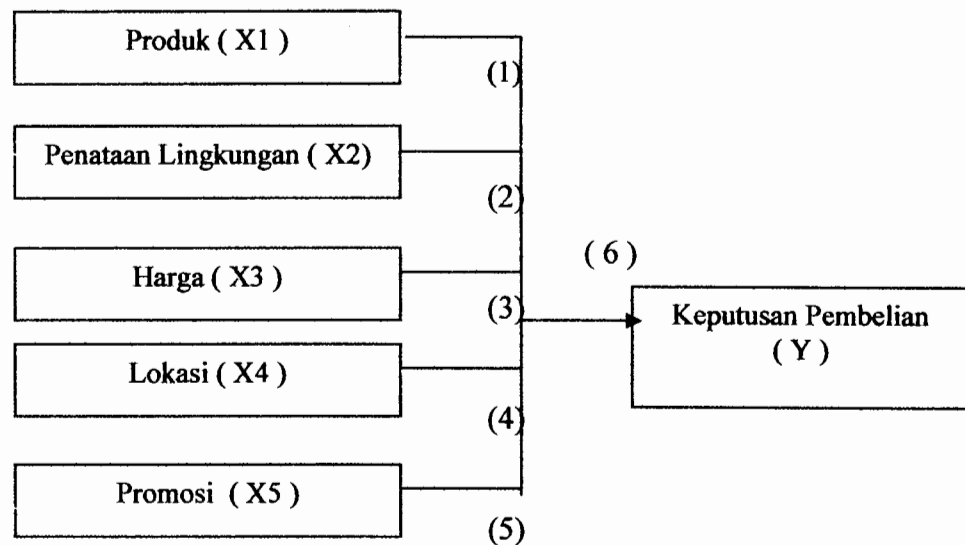 Produk ( X1 )
(1)
Penataan Lingkungan ( X2)
(2)
( 6 )
Harga ( X3 )
(3)
Keputusan Pembelian
( Y )
Lokasi ( X4 )
(4)
Promosi ( X5 )
(5)